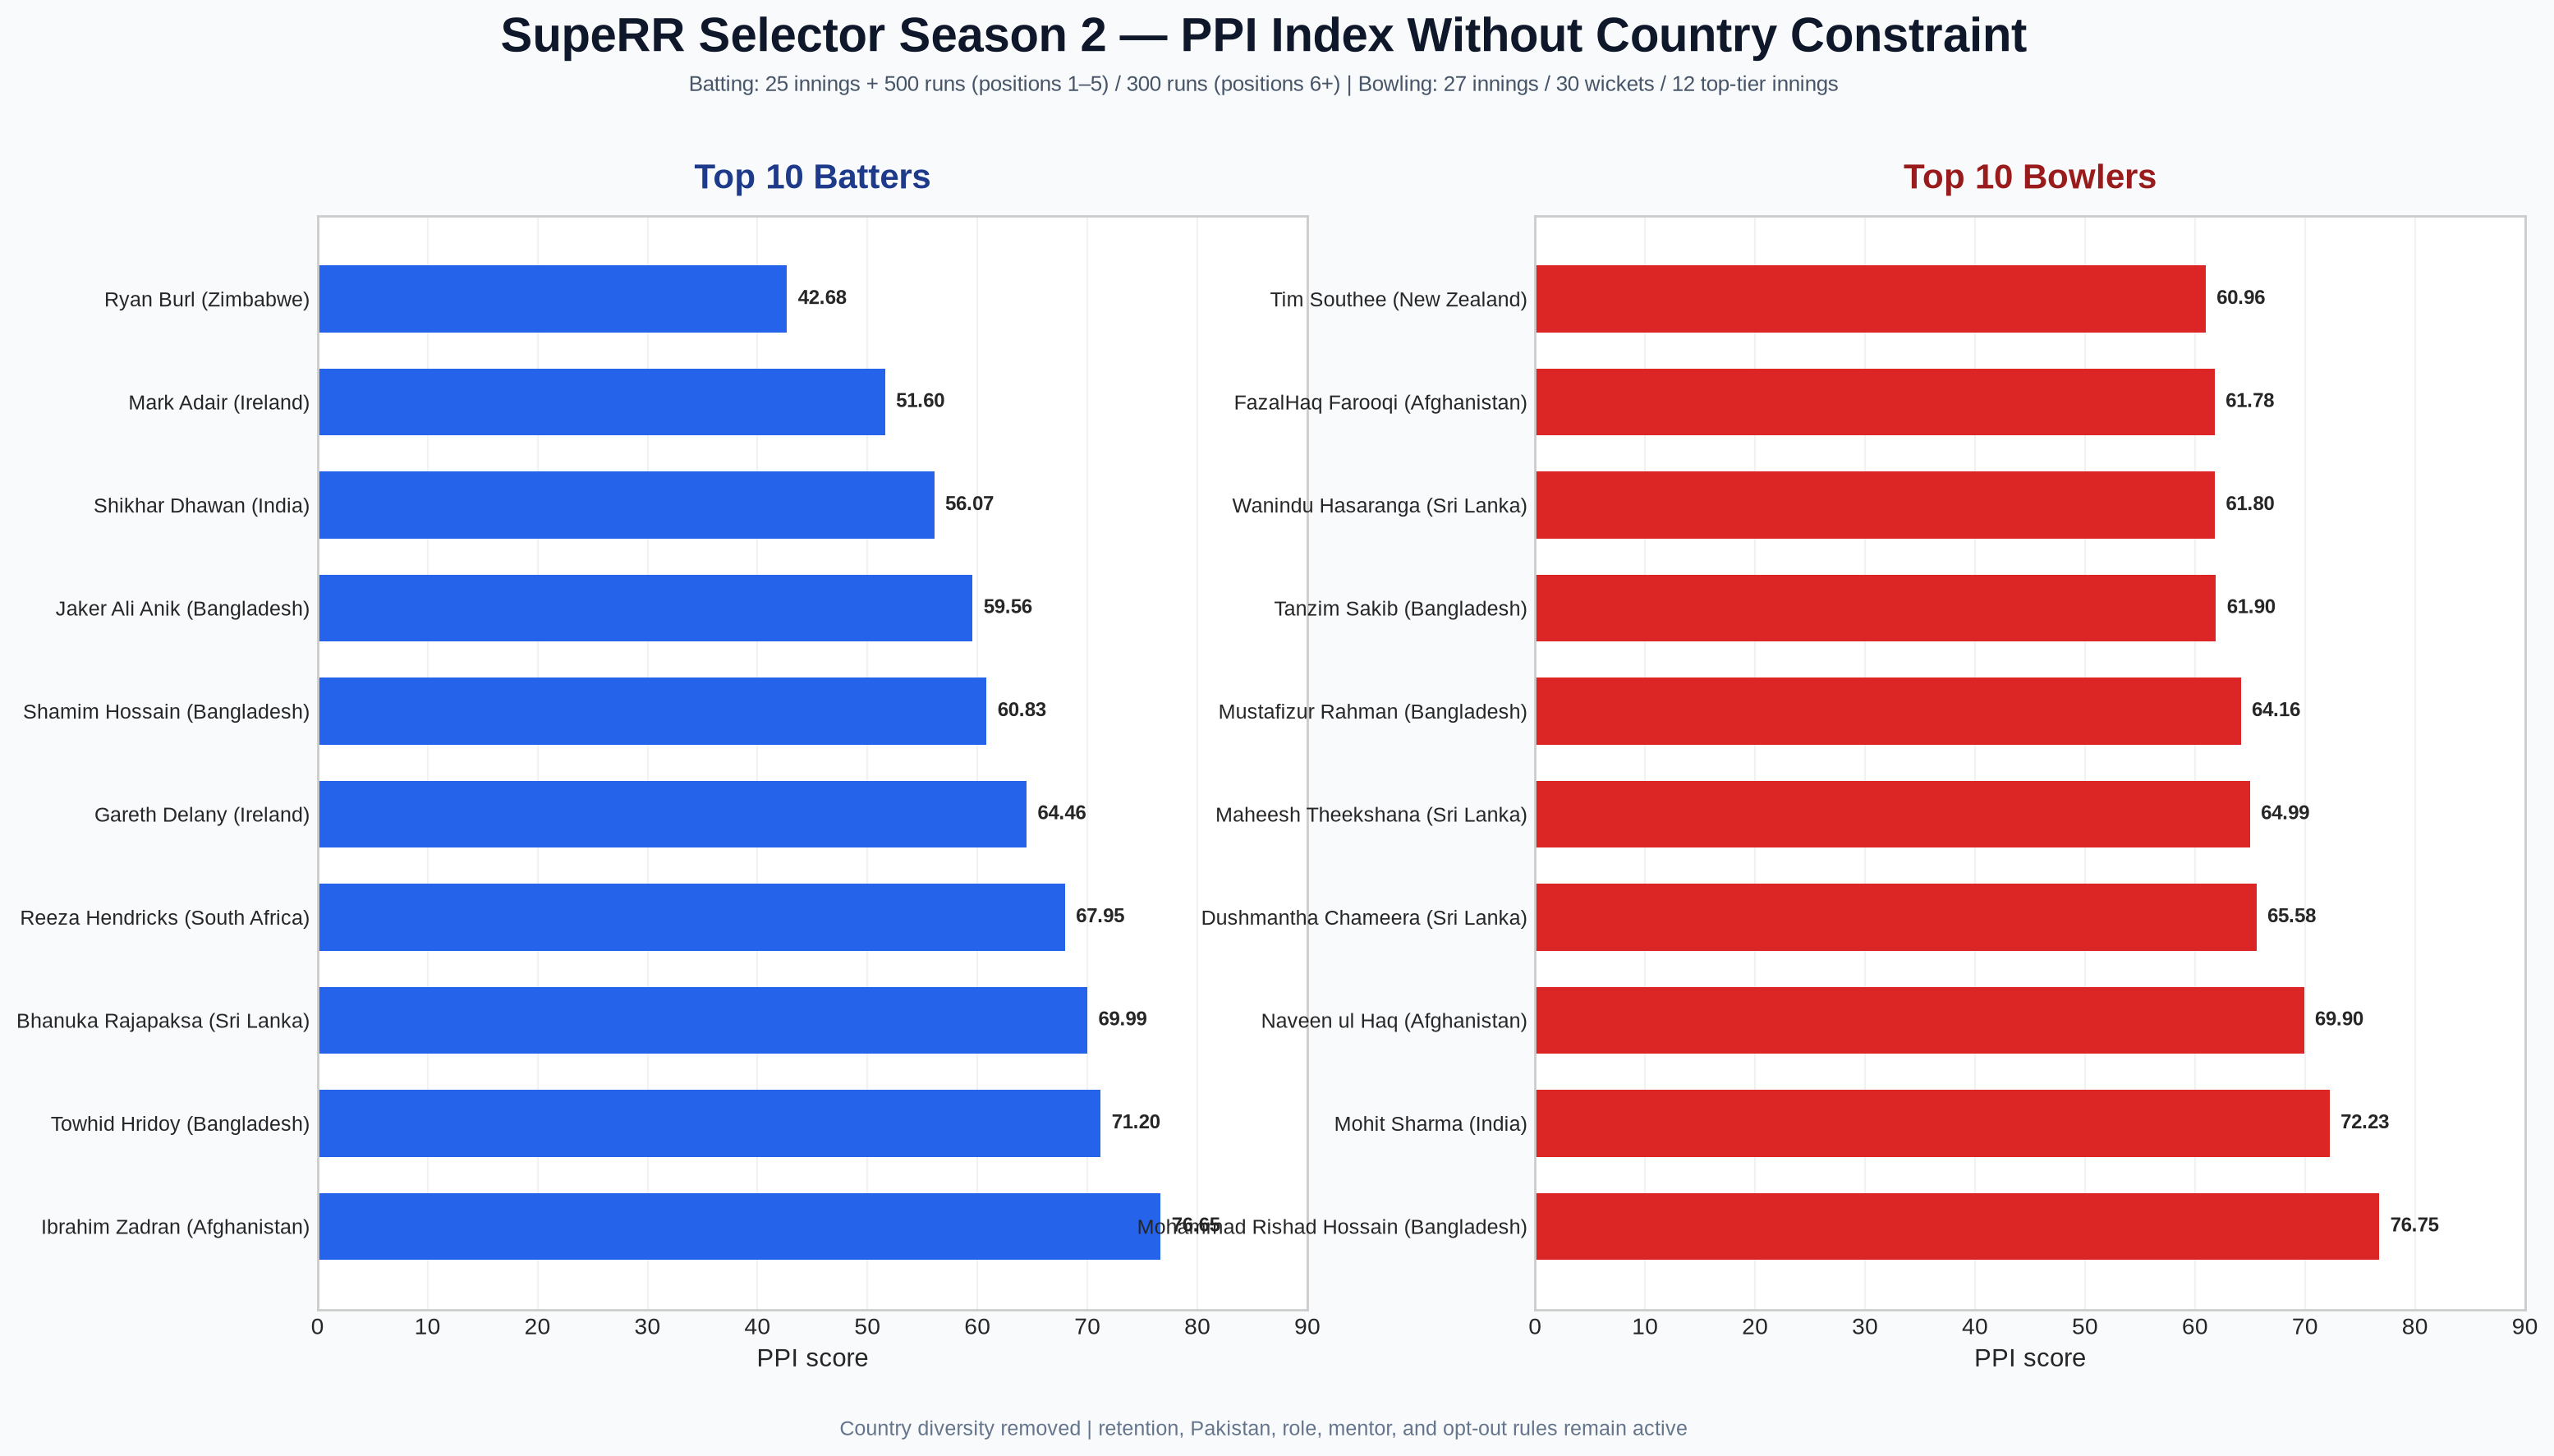 SupeRR Selector Season 2 — PPI Index Without Country Constraint
Batting: 25 innings + 500 runs (positions 1–5) / 300 runs (positions 6+) | Bowling: 27 innings / 30 wickets / 12 top-tier innings
Top 10 Batters
Ryan Burl (Zimbabwe) 42.68
Mark Adair (Ireland) 51.60
Shikhar Dhawan (India) 56.07
Jaker Ali Anik (Bangladesh) 59.56
Shamim Hossain (Bangladesh) 60.83
Gareth Delany (Ireland) 64.46
Reeza Hendricks (South Africa) 67.95
Bhanuka Rajapaksa (Sri Lanka) 69.99
Towhid Hridoy (Bangladesh) 71.20
Ibrahim Zadran (Afghanistan) 76.65
0 10 20 30 40 50 60 70 80 90
PPI score
Top 10 Bowlers
Tim Southee (New Zealand) 60.96
FazalHaq Farooqi (Afghanistan) 61.78
Wanindu Hasaranga (Sri Lanka) 61.80
Tanzim Sakib (Bangladesh) 61.90
Mustafizur Rahman (Bangladesh) 64.16
Maheesh Theekshana (Sri Lanka) 64.99
Dushmantha Chameera (Sri Lanka) 65.58
Naveen ul Haq (Afghanistan) 69.90
Mohit Sharma (India) 72.23
Mohammad Rishad Hossain (Bangladesh) 76.75
0 10 20 30 40 50 60 70 80 90
PPI score
Country diversity removed | retention, Pakistan, role, mentor, and opt-out rules remain active